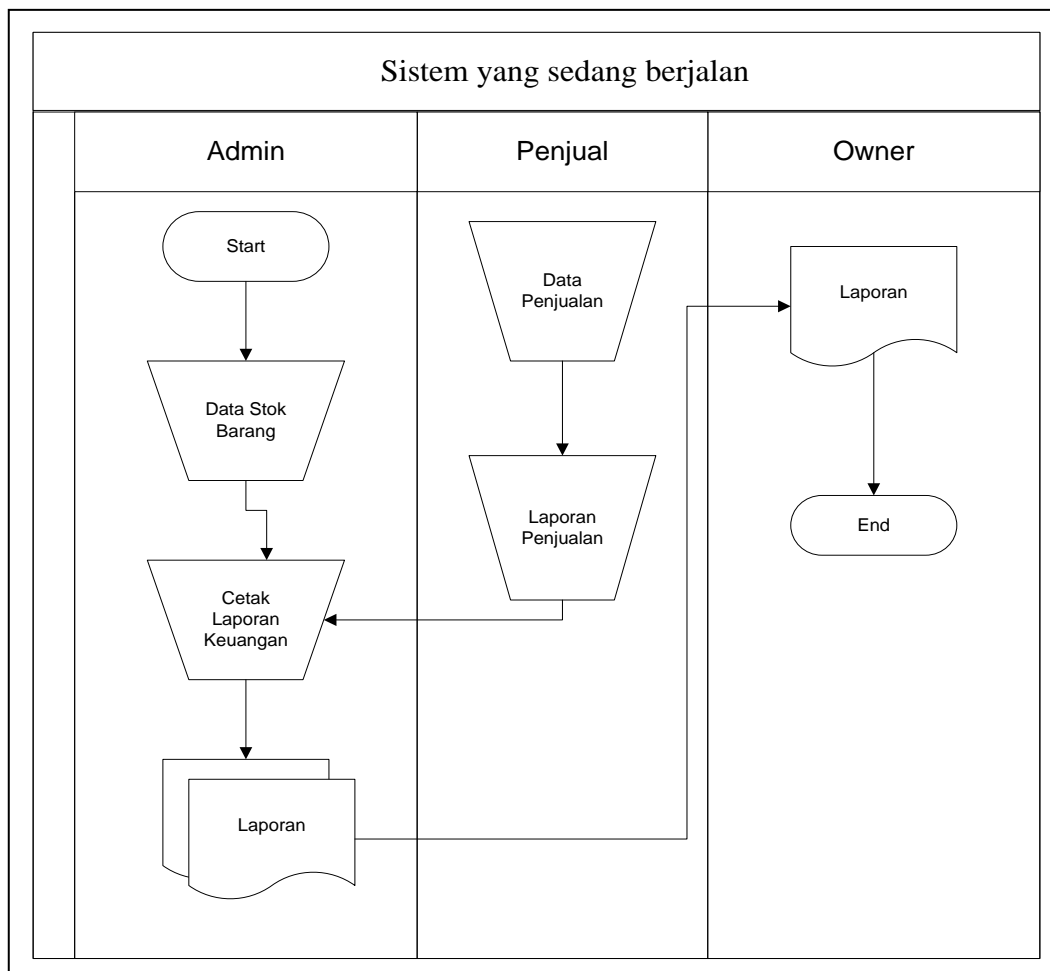 Sistem yang sedang berjalan
Admin
Penjual
Owner
Start
Data Stok
Barang
Cetak
Laporan
Keuangan
Laporan
Data
Penjualan
Laporan
Penjualan
Laporan
End